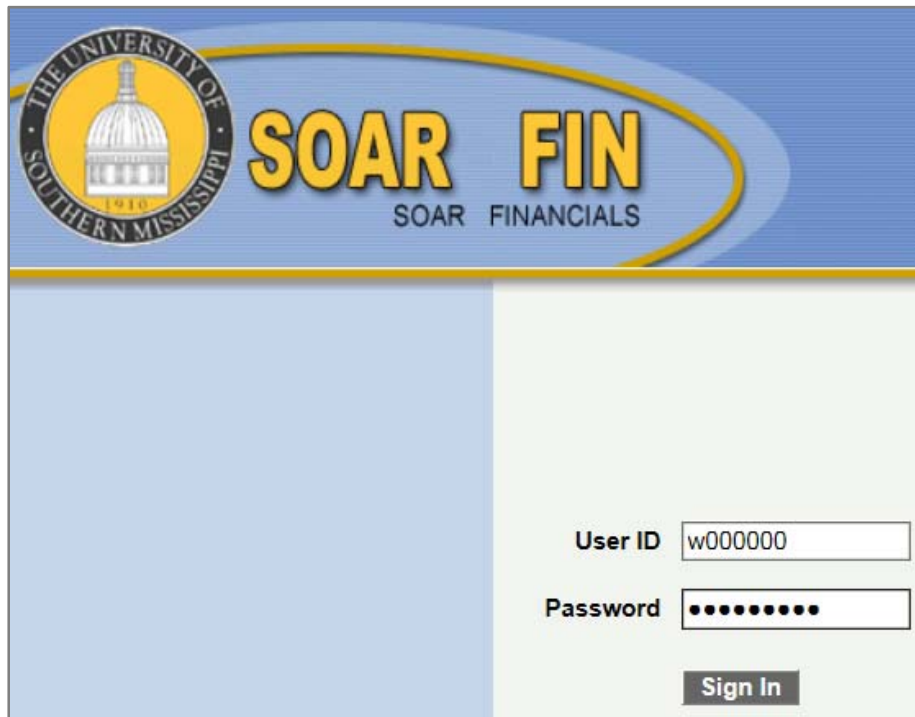 THE UNIVERSITY OF
SOUTHERN MISSISSIPPI
1910
SOAR FIN
SOAR FINANCIALS
User ID w000000
Password •••••••••
Sign In